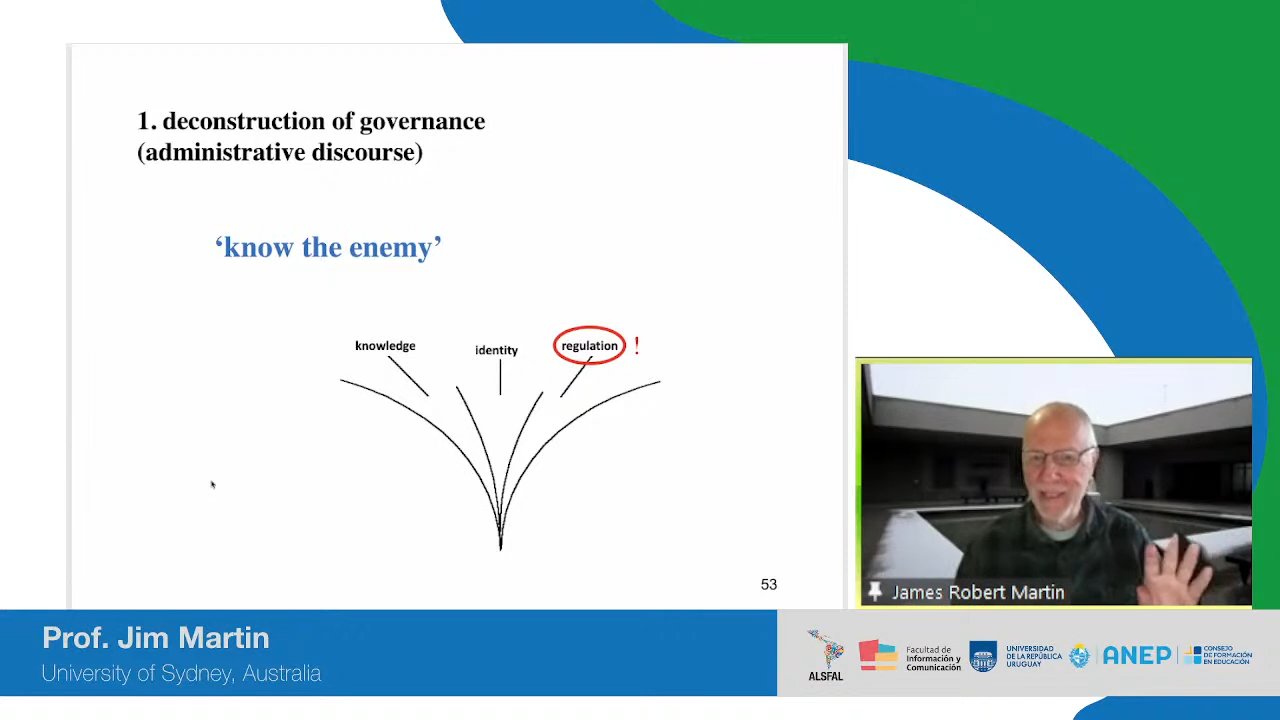 1. deconstruction of governance
(administrative discourse)
‘know the enemy’
knowledge
identity
regulation !
53
James Robert Martin
Prof. Jim Martin
University of Sydney, Australia
ALSFAL
Facultad de
Información y
Comunicación
UNIVERSIDAD
DE LA REPÚBLICA
URUGUAY
ANEP
CONSEJO
DE FORMACIÓN
EN EDUCACIÓN